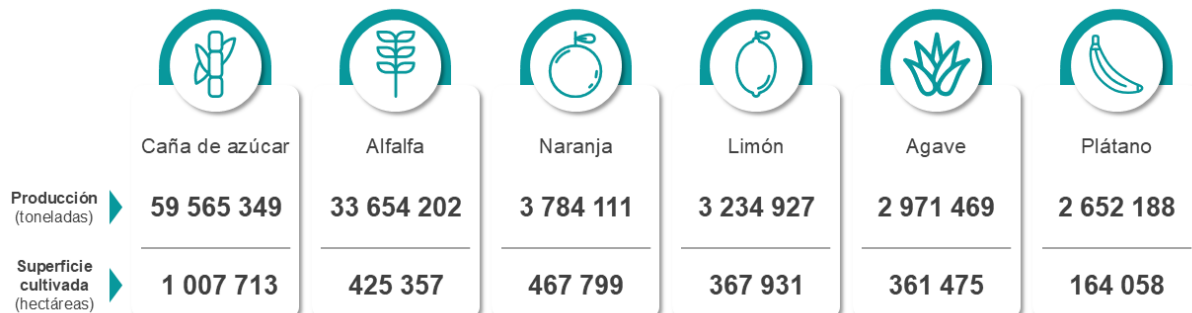 Caña de azúcar Alfalfa Naranja Limón Agave Plátano
Producción
(toneladas)
59 565 349 33 654 202 3 784 111 3 234 927 2 971 469 2 652 188
Superficie
cultivada
(hectáreas)
1 007 713 425 357 467 799 367 931 361 475 164 058